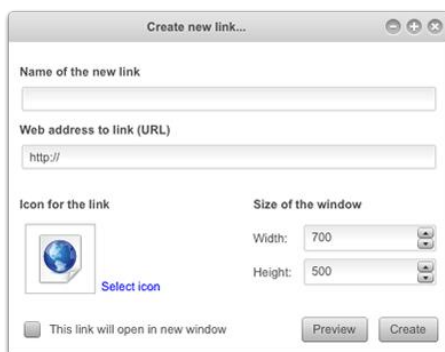 Create new link...
Name of the new link
Web address to link (URL)
http://
Icon for the link
Select icon
Size of the window
Width: 700
Height: 500
This link will open in new window
Preview Create